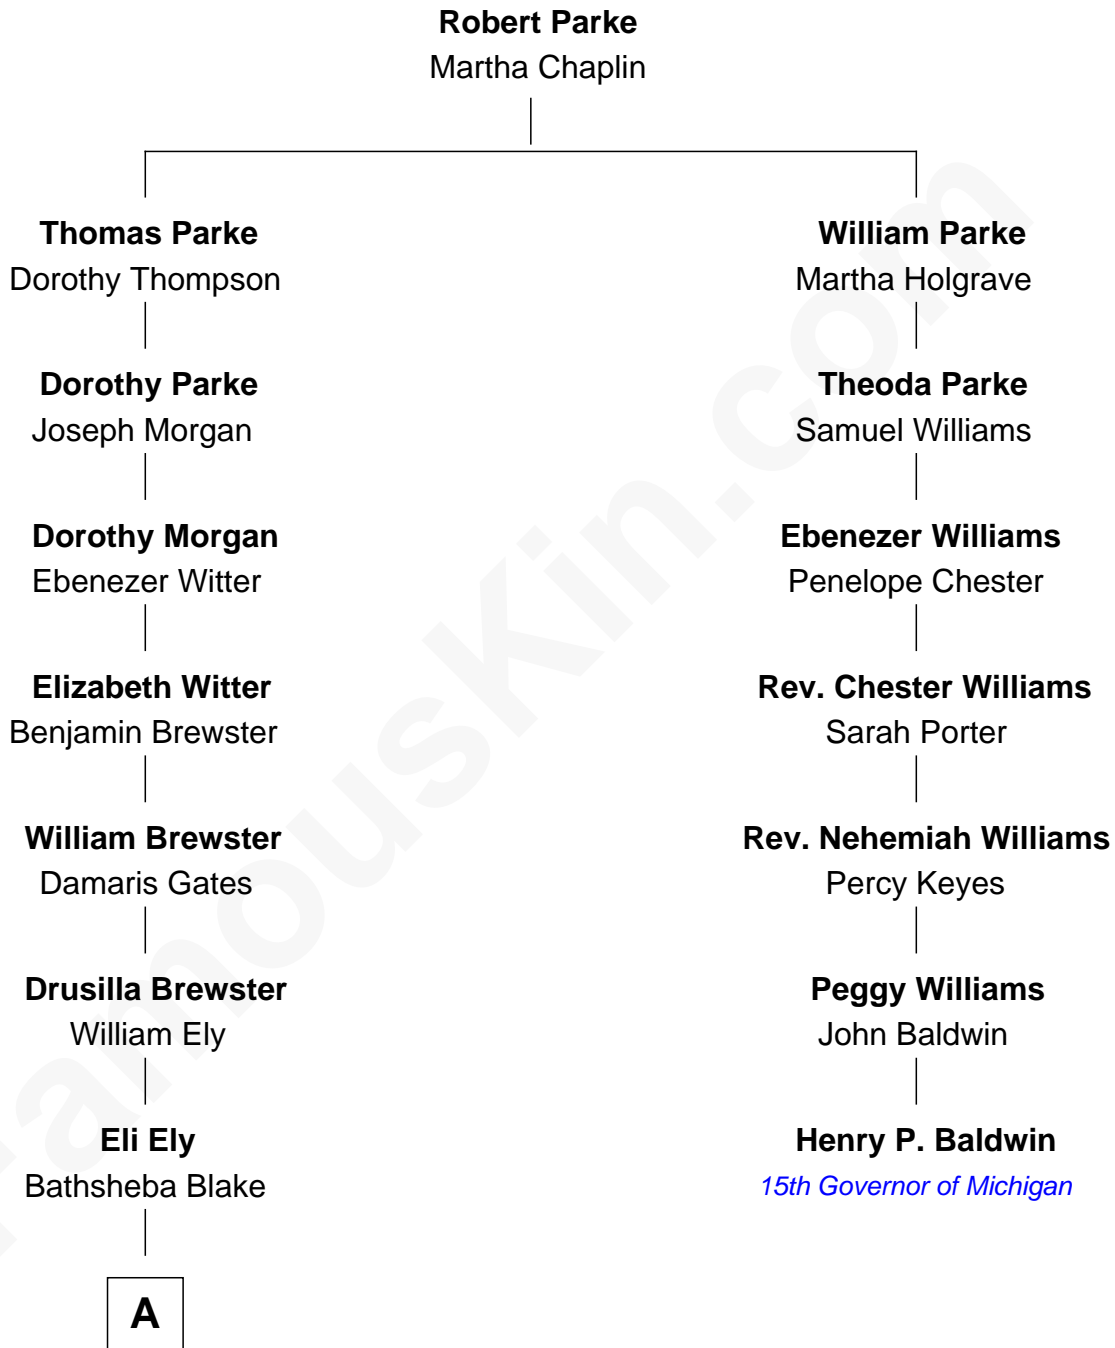 Robert Parke
Martha Chaplin
Thomas Parke
Dorothy Thompson
Dorothy Parke
Joseph Morgan
Dorothy Morgan
Ebenezer Witter
Elizabeth Witter
Benjamin Brewster
William Brewster
Damaris Gates
Drusilla Brewster
William Ely
Eli Ely
Bathsheba Blake
A
William Parke
Martha Holgrave
Theoda Parke
Samuel Williams
Ebenezer Williams
Penelope Chester
Rev. Chester Williams
Sarah Porter
Rev. Nehemiah Williams
Percy Keyes
Peggy Williams
John Baldwin
Henry P. Baldwin
15th Governor of Michigan
FamousKin.com